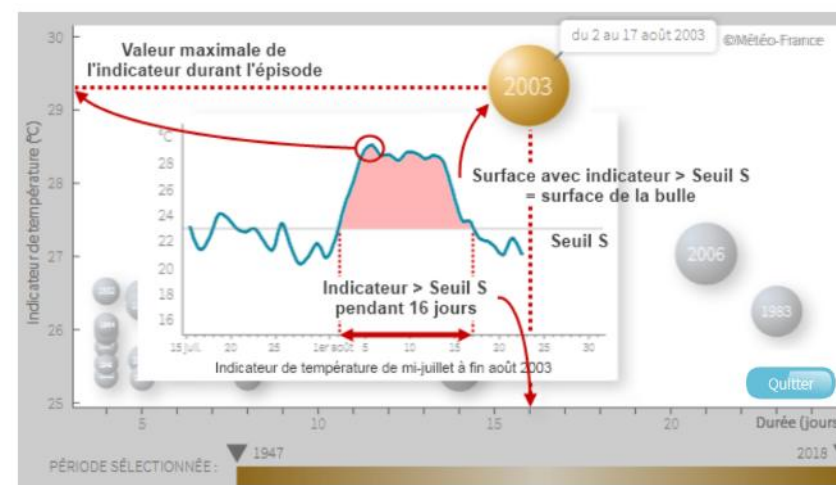 30
29
28
27
26
25
Indicateur de température (°C)
Valeur maximale de
l'indicateur durant l'épisode
du 2 au 17 août 2003
©Météo-France
2003
°C
28
26
24
22
20
18
16
Surface avec indicateur > Seuil S
= surface de la bulle
Seuil S
Indicateur > Seuil S
pendant 16 jours
15 juil.
20
25
1er août
5
10
15
20
25
30
Indicateur de température de mi-juillet à fin août 2003
2006
1983
Quitter
5
10
15
20
Durée (jours
PÉRIODE SÉLECTIONNÉE :
1947
2018